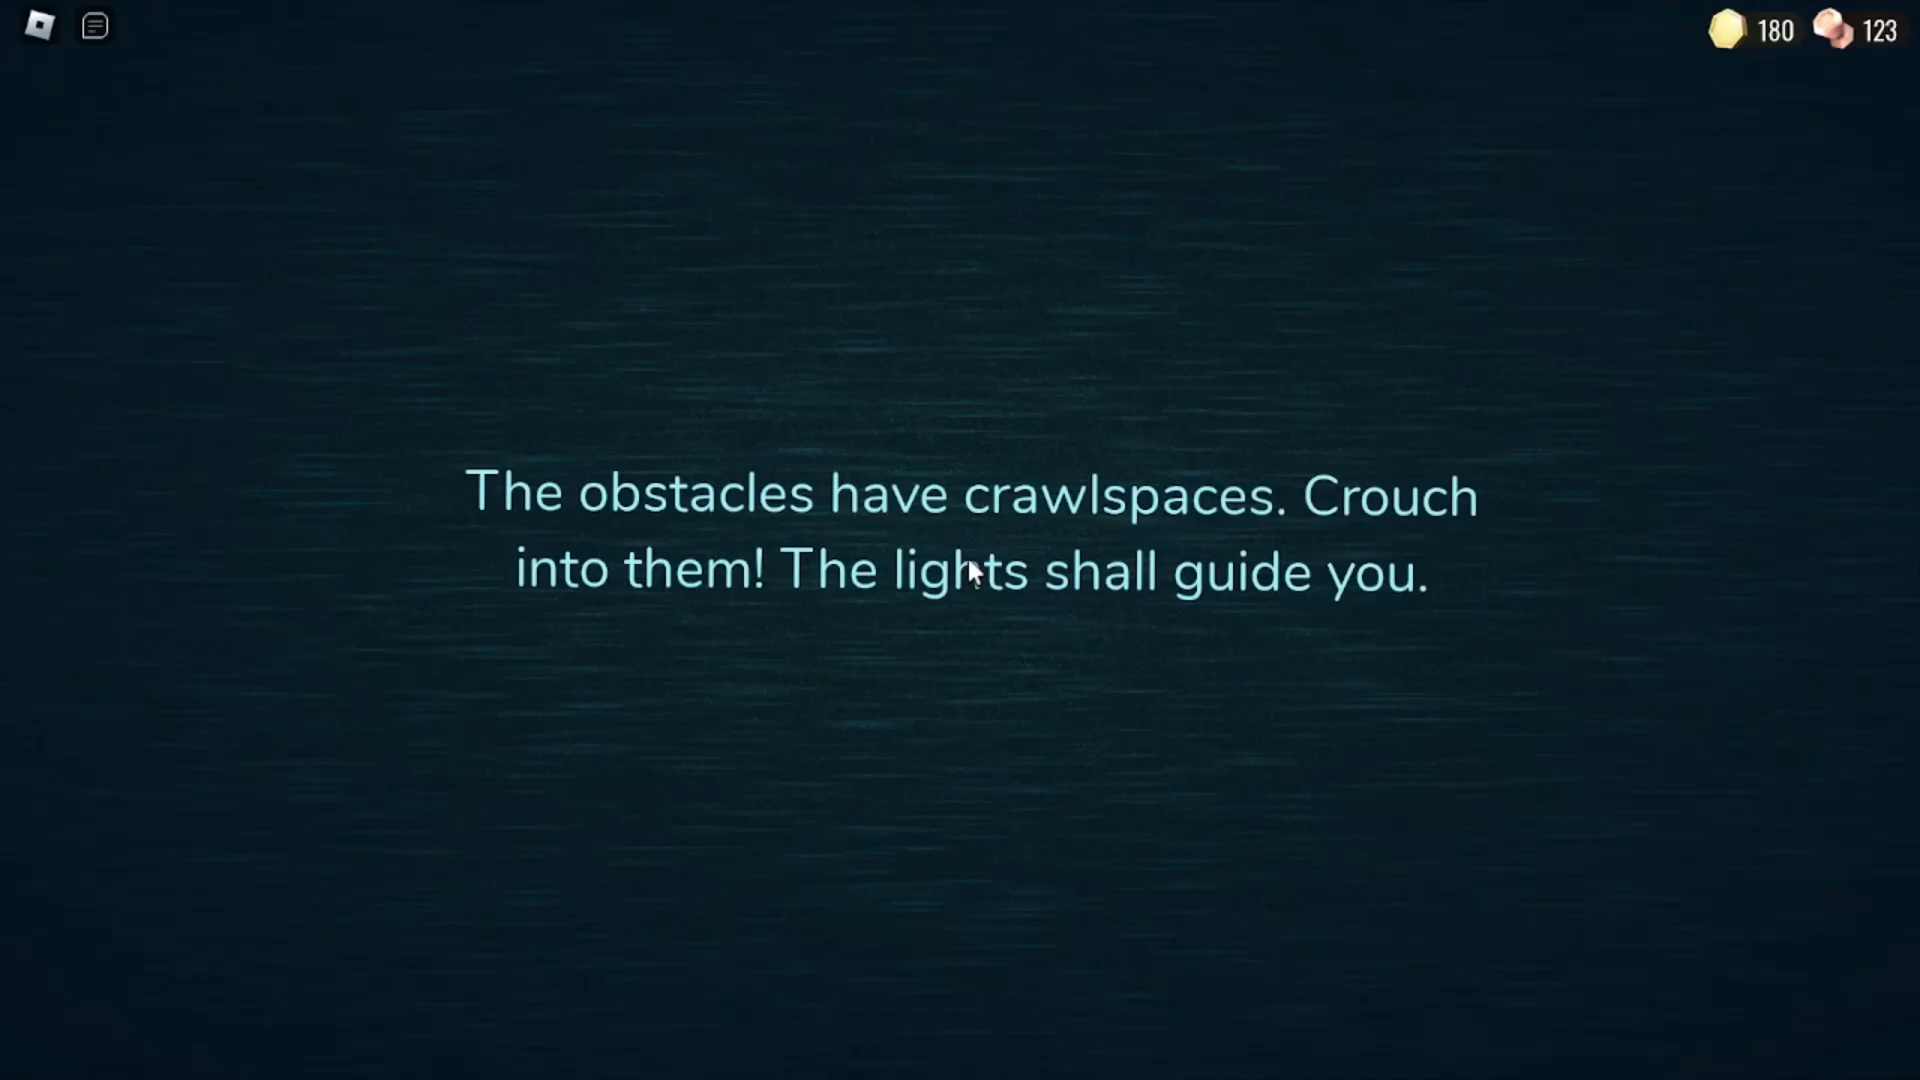 180 123
The obstacles have crawlspaces. Crouch
into them! The lights shall guide you.